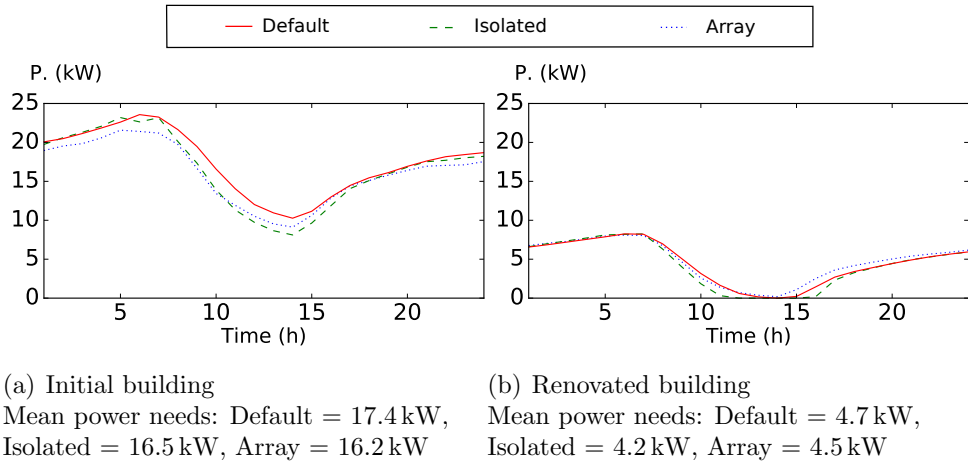 Default Isolated Array
P. (kW)
25
20
15
10
5
0
5 10 15 20
Time (h)
P. (kW)
25
20
15
10
5
0
5 10 15 20
Time (h)
(a) Initial building
Mean power needs: Default = 17.4 kW,
Isolated = 16.5 kW, Array = 16.2 kW
(b) Renovated building
Mean power needs: Default = 4.7 kW,
Isolated = 4.2 kW, Array = 4.5 kW